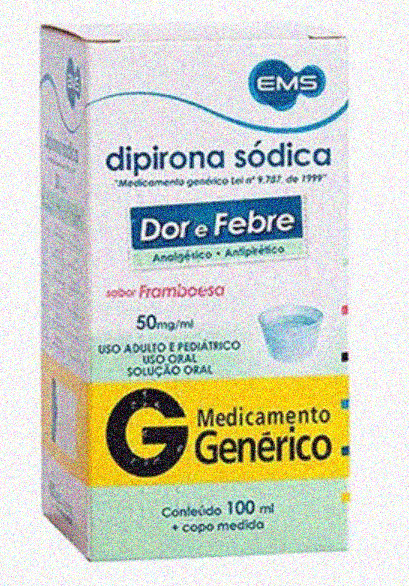 EMS
dipirona sódica
"Medicamento genérico Lei nº 9.787, de 1999"
Dor e Febre
Analgésico • Antipirético
sabor Framboesa
50mg/ml
USO ADULTO E PEDIÁTRICO
USO ORAL
SOLUÇÃO ORAL
G Medicamento
Genérico
Conteúdo 100 ml
+ copo medida